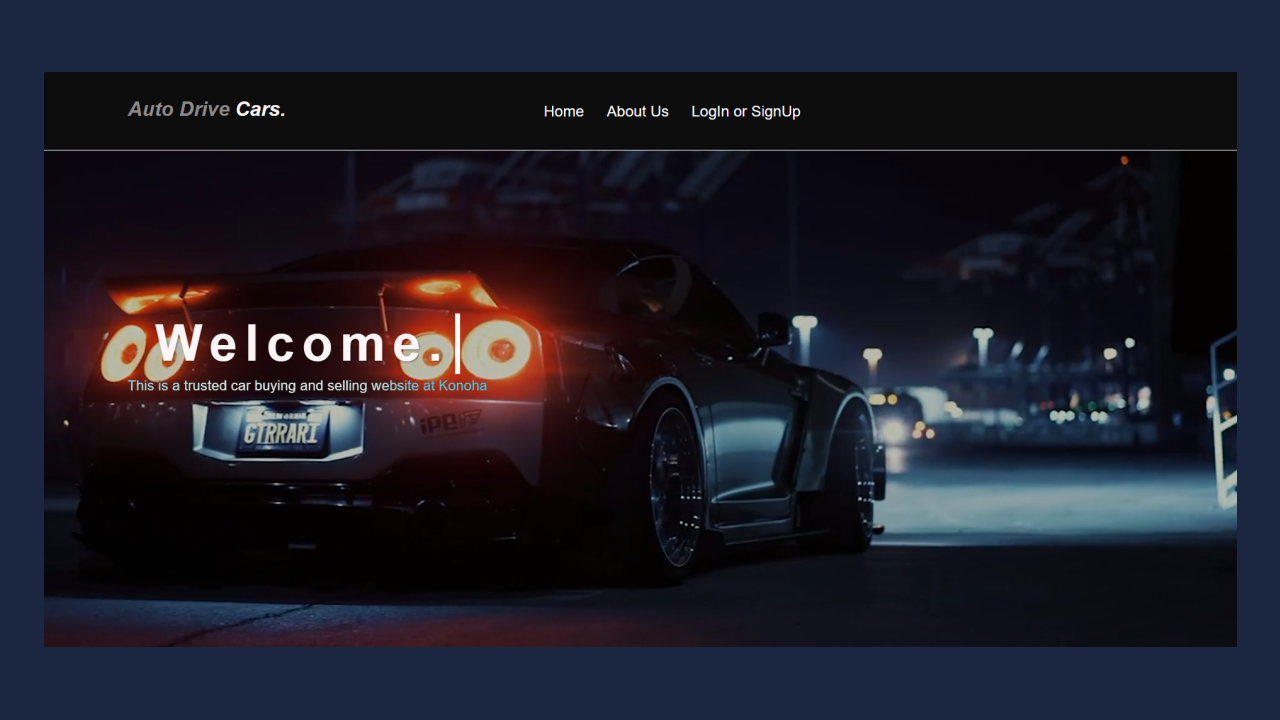 Auto Drive Cars.
Home About Us LogIn or SignUp
Welcome.
This is a trusted car buying and selling website at Konoha
GTRRARI
ipe